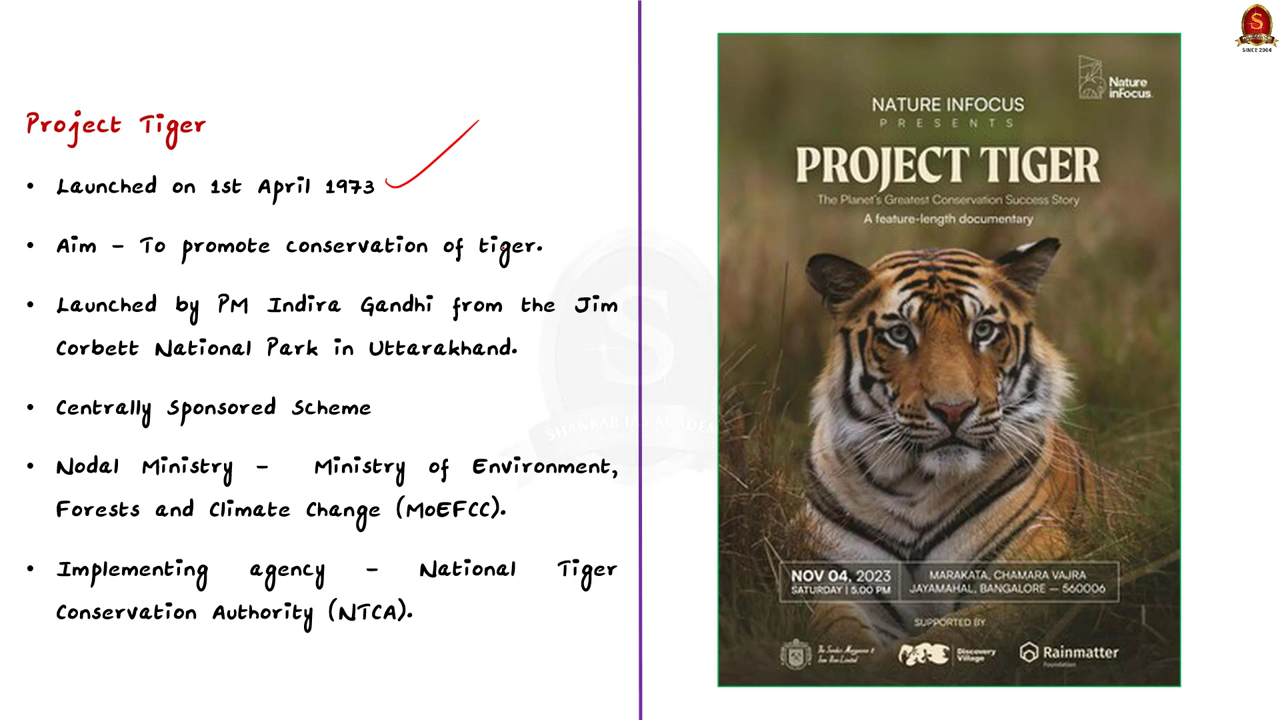 Project Tiger
• Launched on 1st April 1973
• Aim – To promote conservation of tiger.
• Launched by PM Indira Gandhi from the Jim
Corbett National Park in Uttarakhand.
• Centrally Sponsored Scheme
• Nodal Ministry – Ministry of Environment,
Forests and Climate Change (MoEFCC).
• Implementing agency – National Tiger
Conservation Authority (NTCA).
SHANKAR IAS ACADEM
S
SINCE 2004
Nature
inFocus.
NATURE INFOCUS
PRESENTS
PROJECT TIGER
The Planet's Greatest Conservation Success Story
A feature-length documentary
NOV 04, 2023
SATURDAY | 5.00 PM
MARAKATA, CHAMARA VAJRA
JAYAMAHAL, BANGALORE — 560006
SUPPORTED BY
Discovery
Village
Rainmatter
Foundation